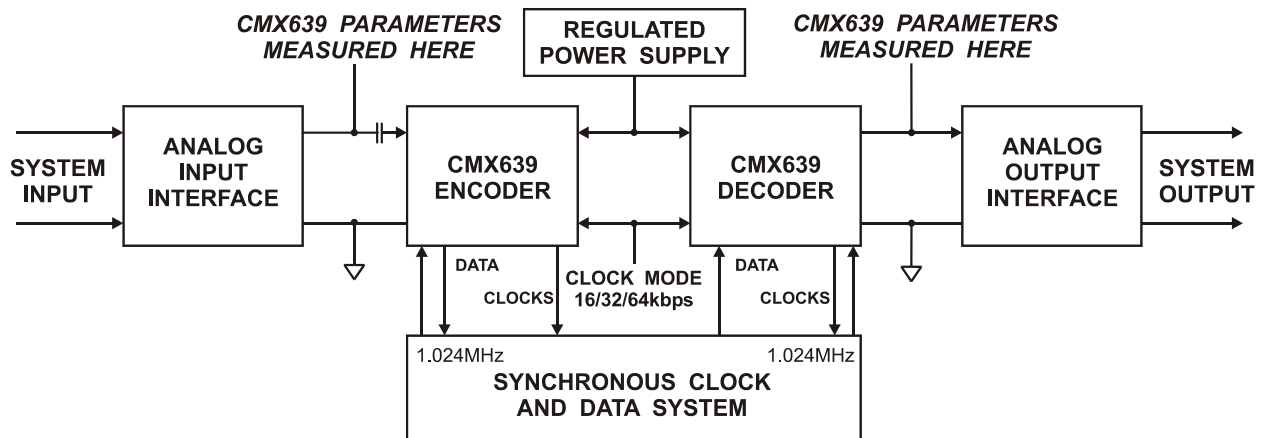 CMX639 PARAMETERS
MEASURED HERE
REGULATED
POWER SUPPLY
CMX639 PARAMETERS
MEASURED HERE
SYSTEM
INPUT
ANALOG
INPUT
INTERFACE
CMX639
ENCODER
CMX639
DECODER
ANALOG
OUTPUT
INTERFACE
SYSTEM
OUTPUT
DATA
CLOCKS
CLOCK MODE
16/32/64kbps
DATA
CLOCKS
1.024MHz
1.024MHz
SYNCHRONOUS CLOCK
AND DATA SYSTEM